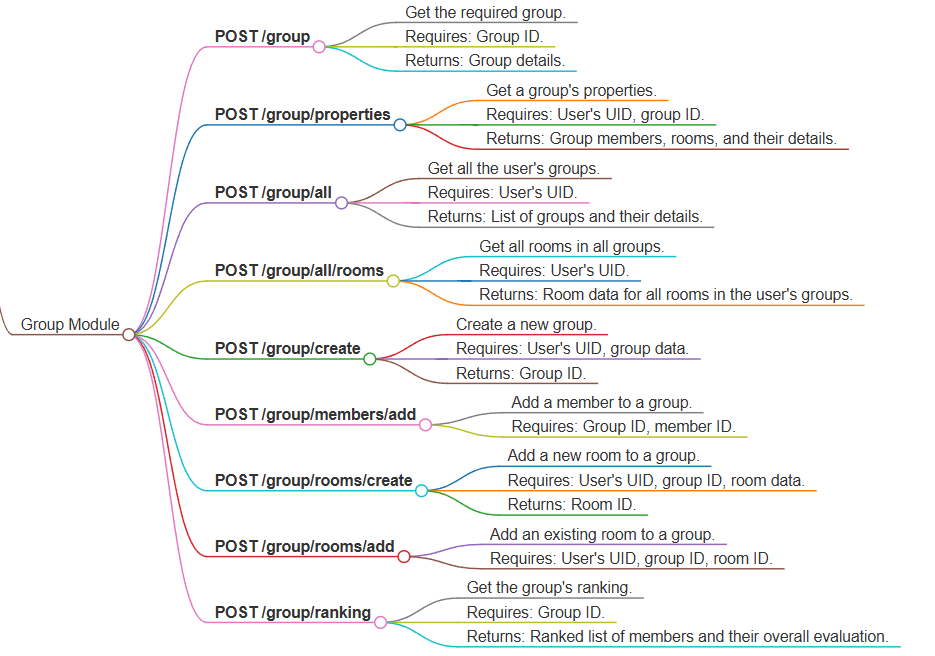 Group Module
POST /group
Get the required group.
Requires: Group ID.
Returns: Group details.
POST /group/properties
Get a group's properties.
Requires: User's UID, group ID.
Returns: Group members, rooms, and their details.
POST /group/all
Get all the user's groups.
Requires: User's UID.
Returns: List of groups and their details.
POST /group/all/rooms
Get all rooms in all groups.
Requires: User's UID.
Returns: Room data for all rooms in the user's groups.
POST /group/create
Create a new group.
Requires: User's UID, group data.
Returns: Group ID.
POST /group/members/add
Add a member to a group.
Requires: Group ID, member ID.
POST /group/rooms/create
Add a new room to a group.
Requires: User's UID, group ID, room data.
Returns: Room ID.
POST /group/rooms/add
Add an existing room to a group.
Requires: User's UID, group ID, room ID.
POST /group/ranking
Get the group's ranking.
Requires: Group ID.
Returns: Ranked list of members and their overall evaluation.